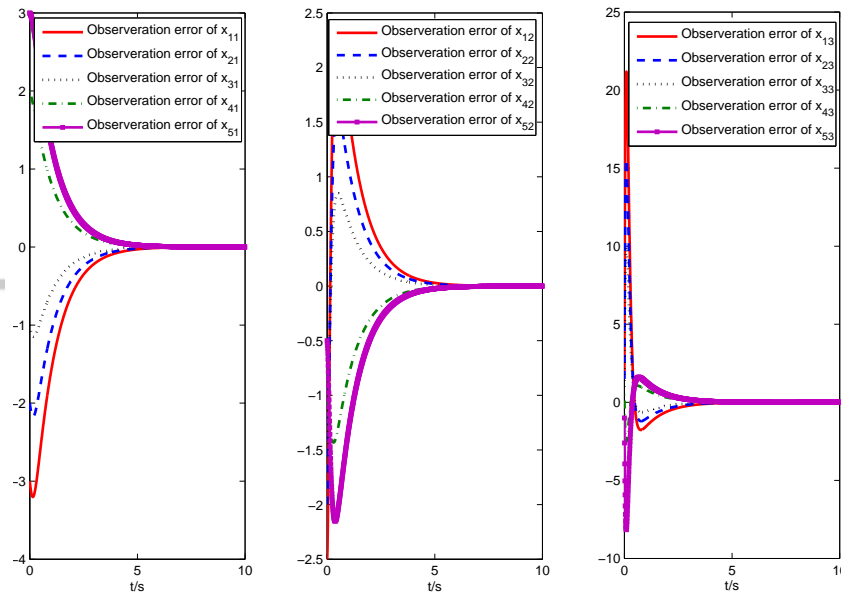 3
2
1
0
−1
−2
−3
−4
0
5
10
t/s
Observeration error of x11
Observeration error of x21
Observeration error of x31
Observeration error of x41
Observeration error of x51
2.5
2
1.5
1
0.5
0
−0.5
−1
−1.5
−2
−2.5
0
5
10
t/s
Observeration error of x12
Observeration error of x22
Observeration error of x32
Observeration error of x42
Observeration error of x52
25
20
15
10
5
0
−5
−10
0
5
10
t/s
Observeration error of x13
Observeration error of x23
Observeration error of x33
Observeration error of x43
Observeration error of x53